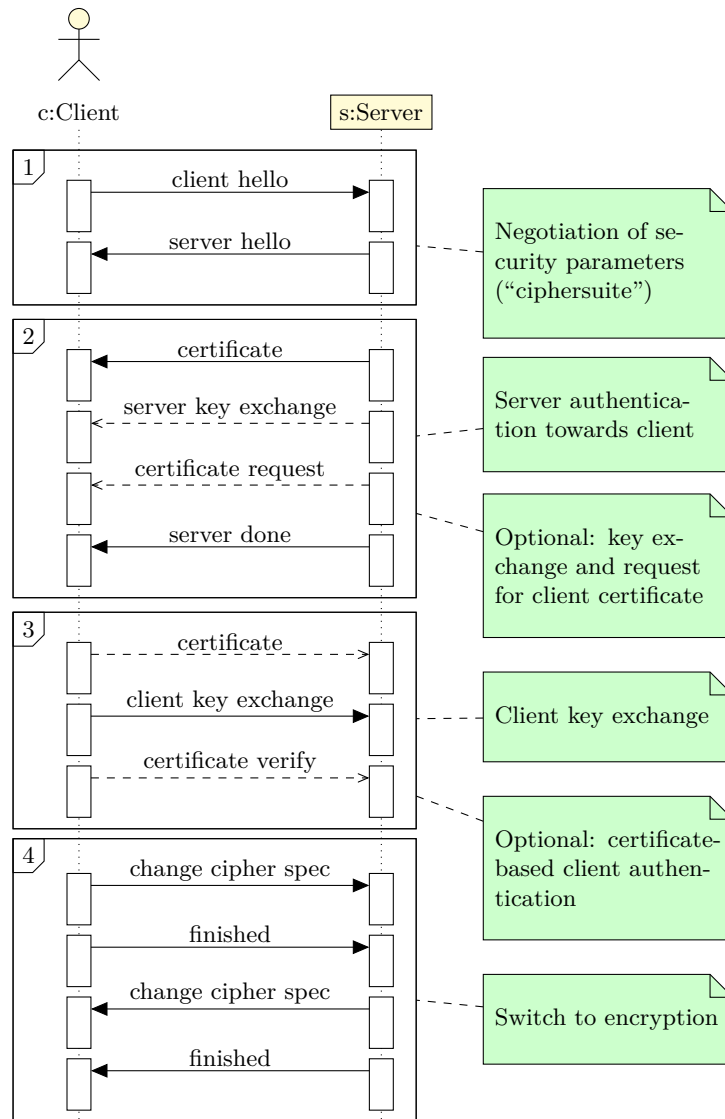 c:Client
s:Server
1
client hello
server hello
Negotiation of se-
curity parameters
(“ciphersuite”)
2
certificate
server key exchange
certificate request
server done
Server authentica-
tion towards client
Optional: key ex-
change and request
for client certificate
3
certificate
client key exchange
certificate verify
Client key exchange
Optional: certificate-
based client authen-
tication
4
change cipher spec
finished
change cipher spec
finished
Switch to encryption